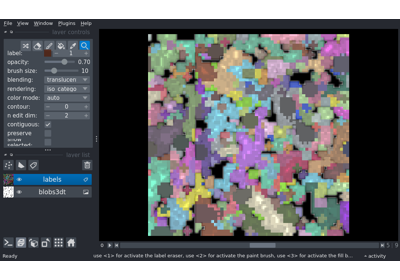 File View Window Plugins Help
layer controls
label: 1
opacity: 0.70
brush size: 10
blending: translucen
rendering: iso_catego
color mode: auto
contour: 0
n edit dim: 2
contiguous:
preserve
show
selected:
layer list
labels
blobs3dt
Ready
use <1> for activate the label eraser, use <2> for activate the paint brush, use <3> for activate the fill b...
activity